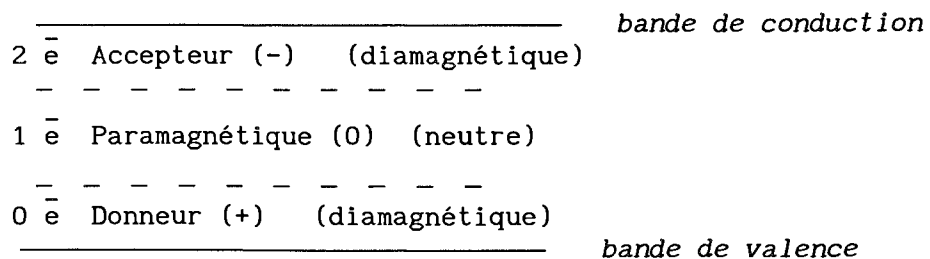 bande de conduction
2 e̅ Accepteur (-) (diamagnétique)
1 e̅ Paramagnétique (0) (neutre)
0 e̅ Donneur (+) (diamagnétique)
bande de valence